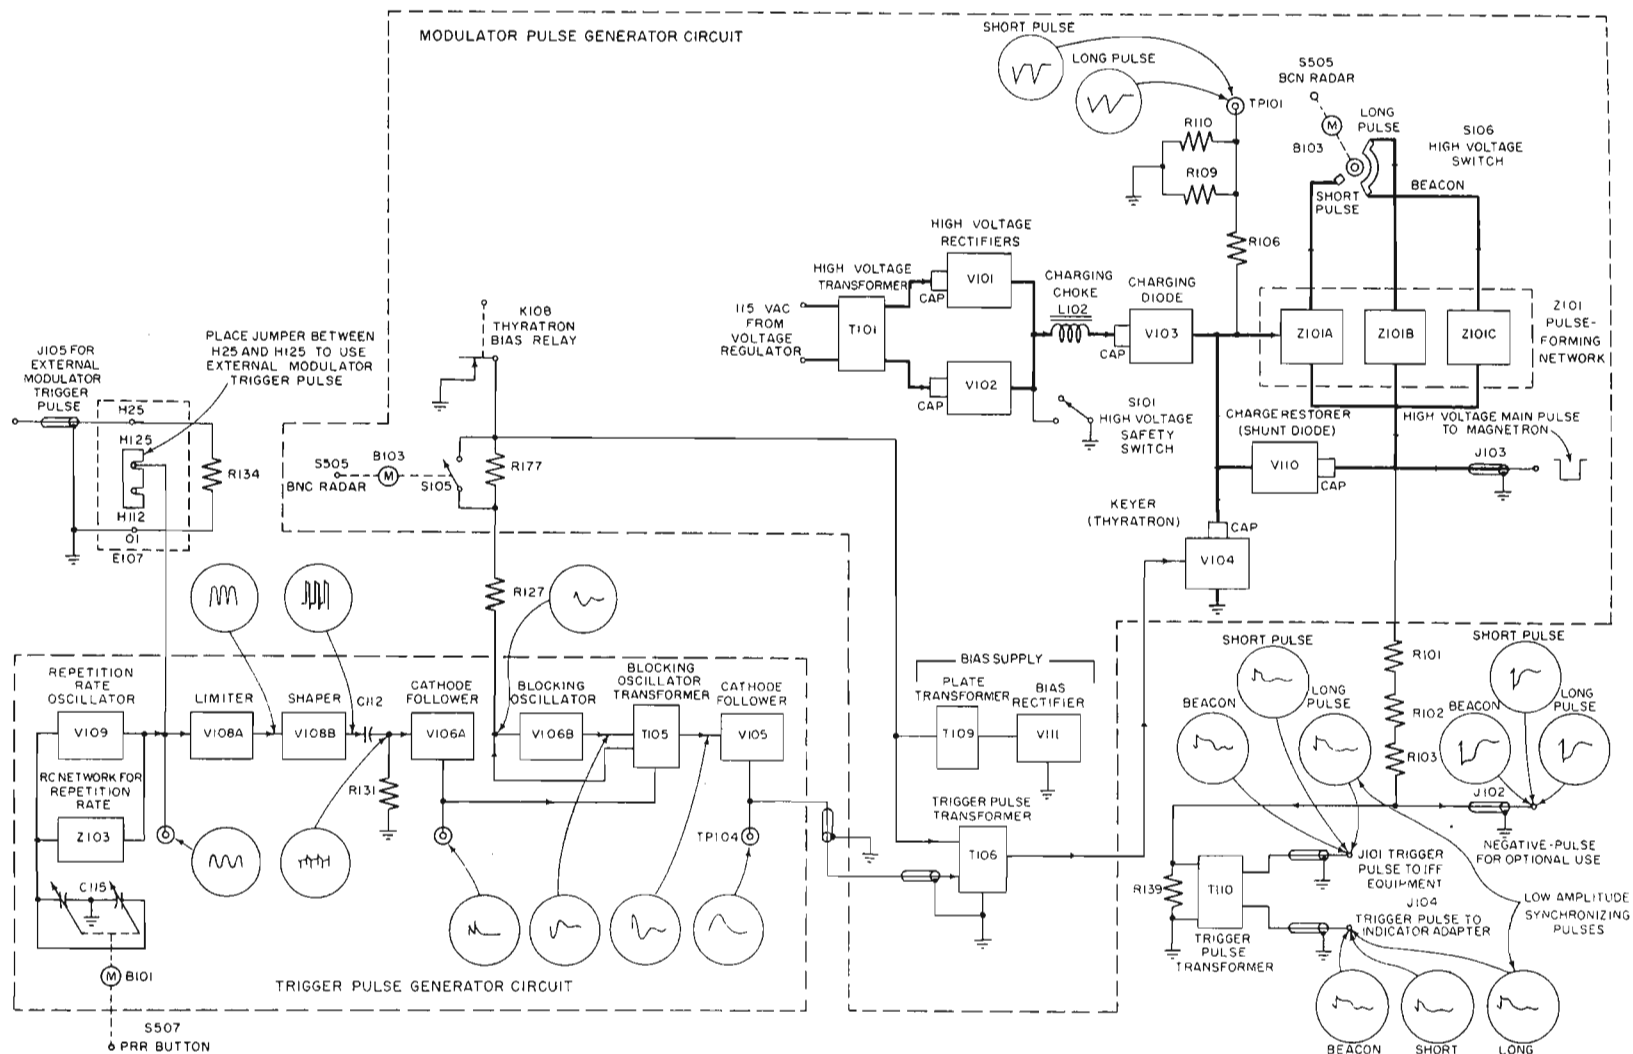 MODULATOR PULSE GENERATOR CIRCUIT
SHORT PULSE
LONG PULSE
TP101
R110
R109
R106
S505
BCN RADAR
M
B103
LONG
PULSE
SHORT
PULSE
BEACON
S106
HIGH VOLTAGE
SWITCH
HIGH VOLTAGE
RECTIFIERS
HIGH VOLTAGE
TRANSFORMER
V101
CAP
T101
115 VAC
FROM
VOLTAGE
REGULATOR
V102
CAP
CHARGING
CHOKE
L102
CHARGING
DIODE
V103
CAP
Z101A
Z101B
Z101C
Z101
PULSE-
FORMING
NETWORK
S101
HIGH VOLTAGE
SAFETY
SWITCH
CHARGE RESTORER
(SHUNT DIODE)
V110
CAP
HIGH VOLTAGE MAIN PULSE
TO MAGNETRON
J103
KEYER
(THYRATRON)
CAP
V104
K108
THYRATRON
BIAS RELAY
PLACE JUMPER BETWEEN
H25 AND H125 TO USE
EXTERNAL MODULATOR
TRIGGER PULSE
J105 FOR
EXTERNAL
MODULATOR
TRIGGER
PULSE
H25
H125
H112
01
E107
R134
S505
BNC RADAR
B103
M
S105
R177
R127
REPETITION
RATE
OSCILLATOR
V109
LIMITER
V108A
SHAPER
V108B
C112
CATHODE
FOLLOWER
V106A
BLOCKING
OSCILLATOR
V106B
BLOCKING
OSCILLATOR
TRANSFORMER
T105
CATHODE
FOLLOWER
V105
RC NETWORK FOR
REPETITION
RATE
Z103
R131
TP104
C115
M
B101
TRIGGER PULSE GENERATOR CIRCUIT
S507
PRR BUTTON
BIAS SUPPLY
PLATE
TRANSFORMER
T109
BIAS
RECTIFIER
V111
TRIGGER PULSE
TRANSFORMER
T106
SHORT PULSE
BEACON
LONG
PULSE
R101
R102
R103
SHORT PULSE
BEACON
LONG
PULSE
J102
NEGATIVE-PULSE
FOR OPTIONAL USE
R139
T110
TRIGGER
PULSE
TRANSFORMER
J101 TRIGGER
PULSE TO IFF
EQUIPMENT
J104
TRIGGER PULSE TO
INDICATOR ADAPTER
LOW AMPLITUDE
SYNCHRONIZING
PULSES
BEACON
SHORT
LONG